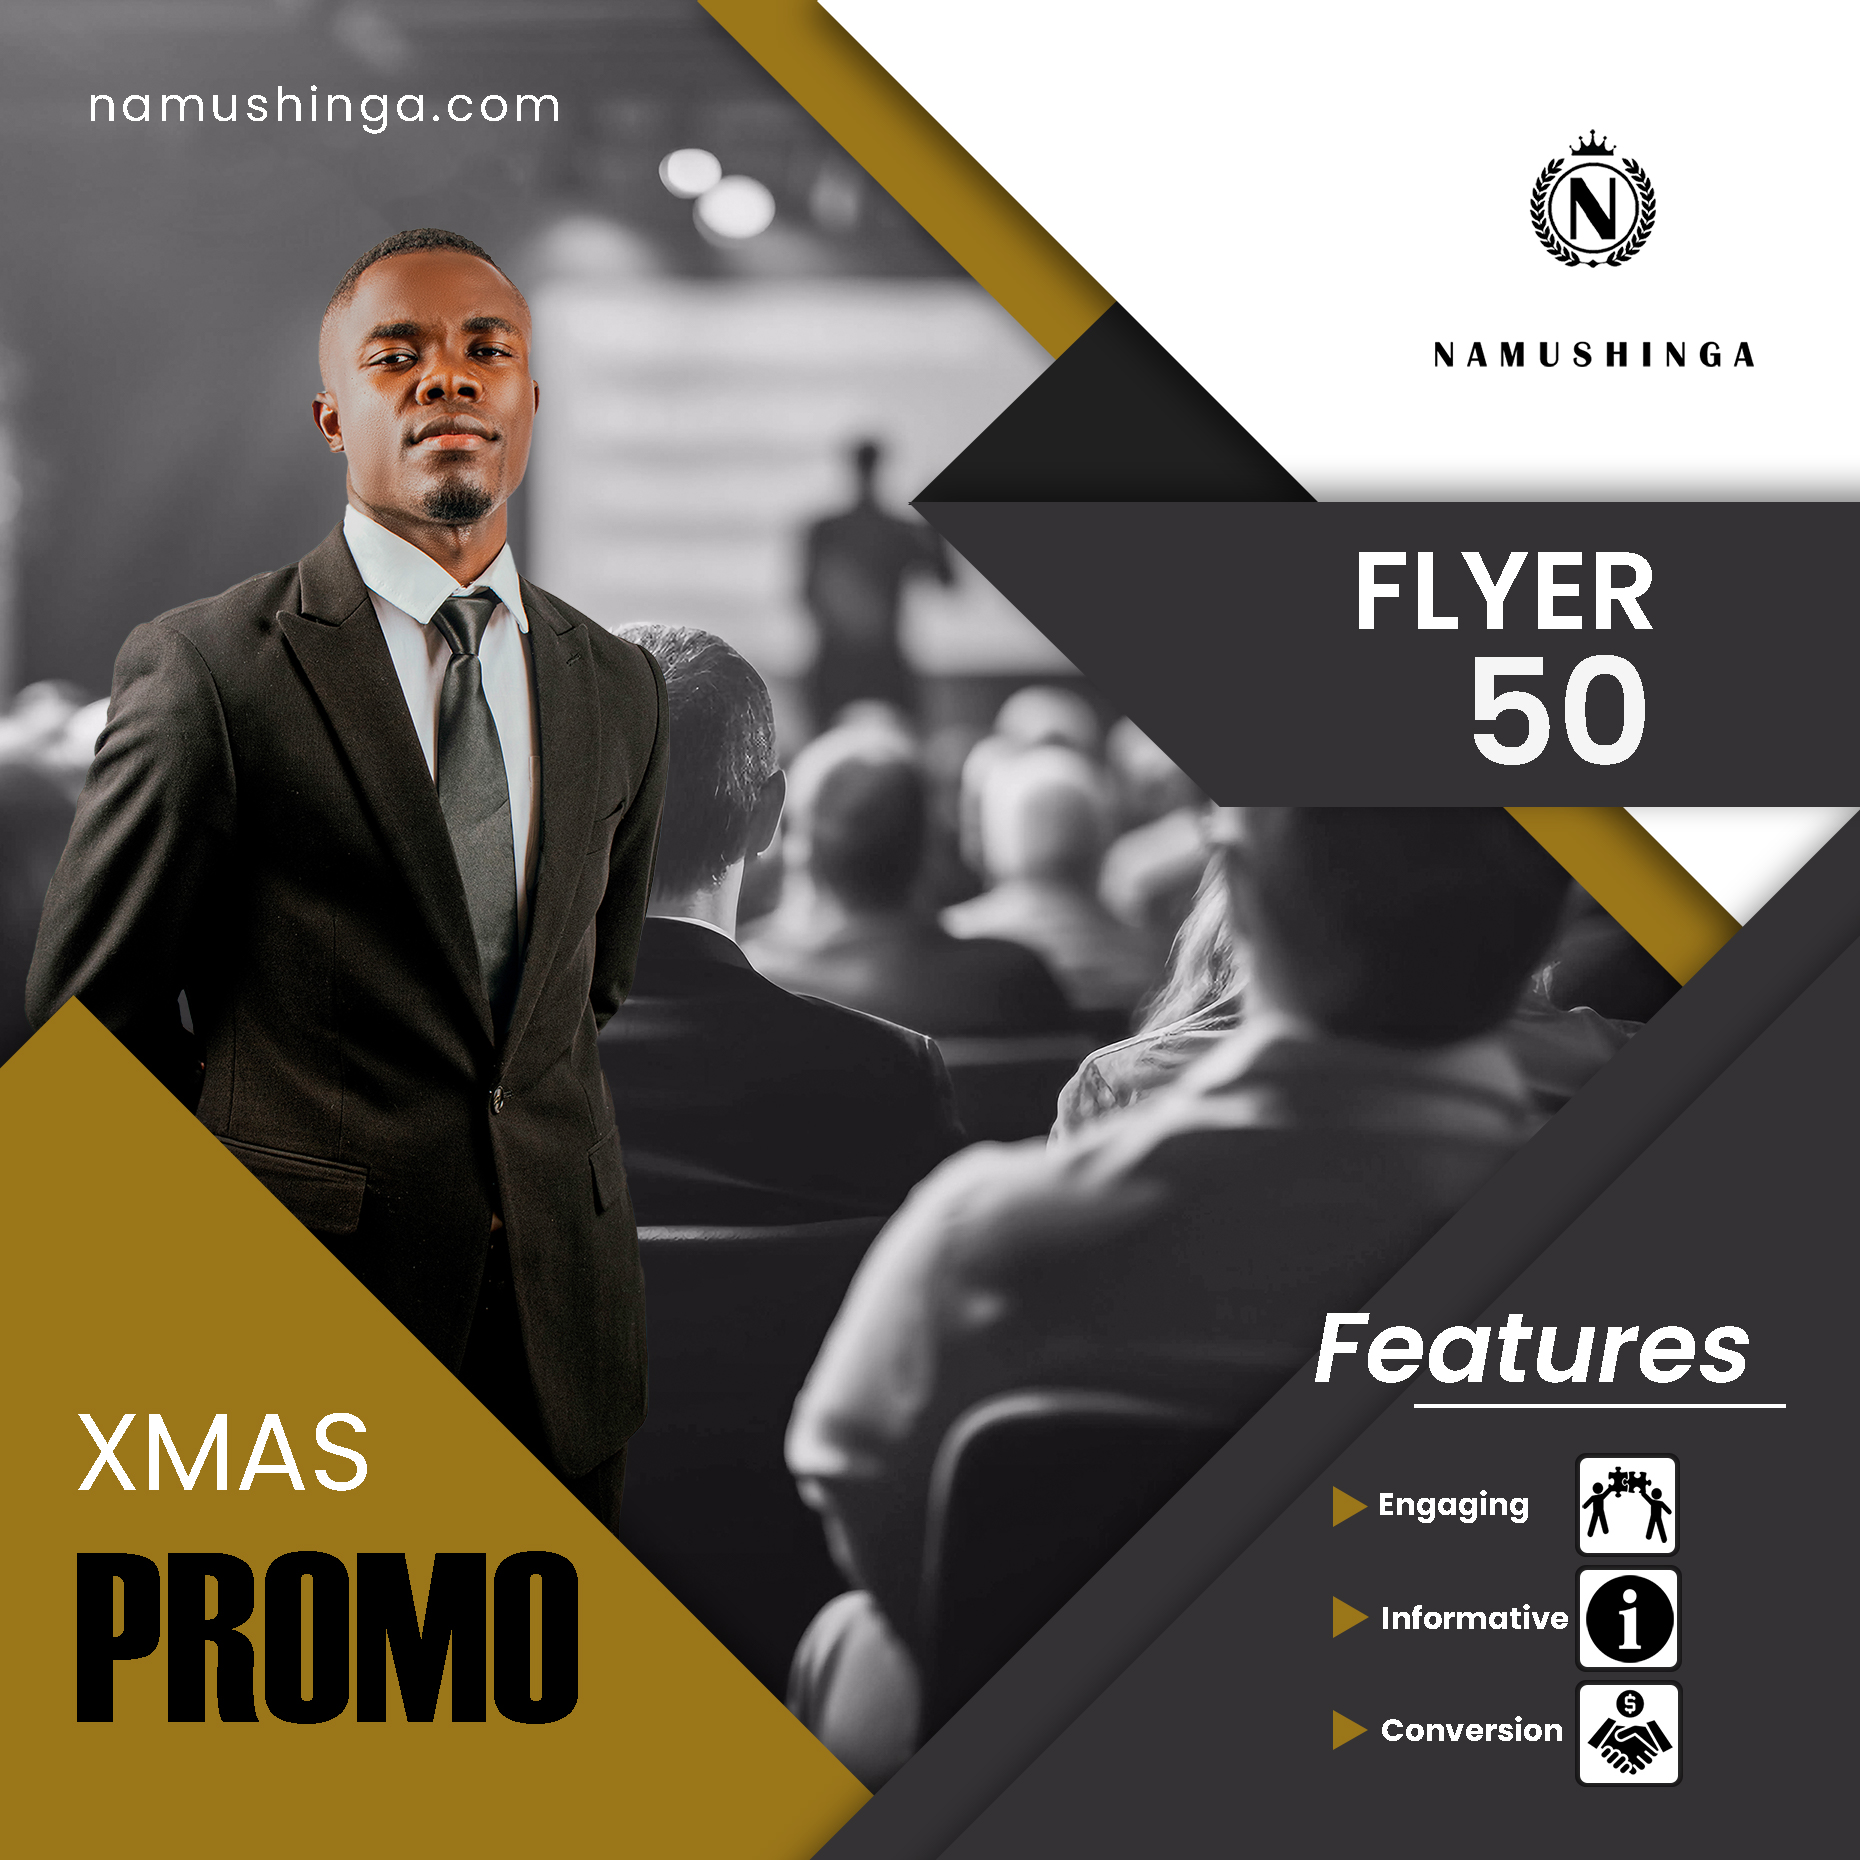 namushinga.com
N
NAMUSHINGA
FLYER
50
XMAS
PROMO
Features
Engaging
Informative
i
Conversion
$